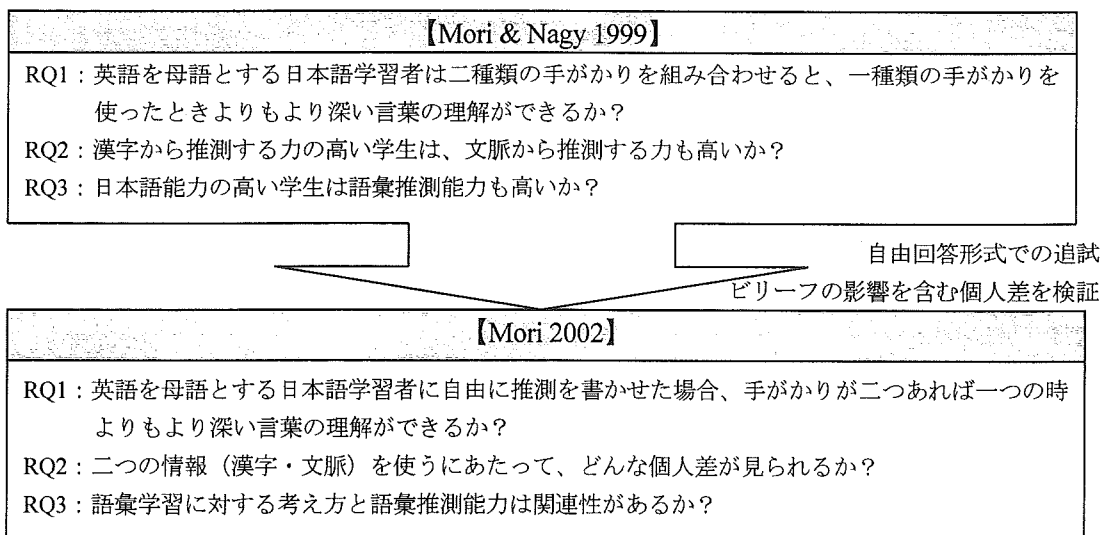 【Mori & Nagy 1999】
RQ1：英語を母語とする日本語学習者は二種類の手がかりを組み合わせると、一種類の手がかりを
使ったときよりもより深い言葉の理解ができるか？
RQ2：漢字から推測する力の高い学生は、文脈から推測する力も高いか？
RQ3：日本語能力の高い学生は語彙推測能力も高いか？
自由回答形式での追試
ビリーフの影響を含む個人差を検証
【Mori 2002】
RQ1：英語を母語とする日本語学習者に自由に推測を書かせた場合、手がかりが二つあれば一つの時
よりもより深い言葉の理解ができるか？
RQ2：二つの情報（漢字・文脈）を使うにあたって、どんな個人差が見られるか？
RQ3：語彙学習に対する考え方と語彙推測能力は関連性があるか？